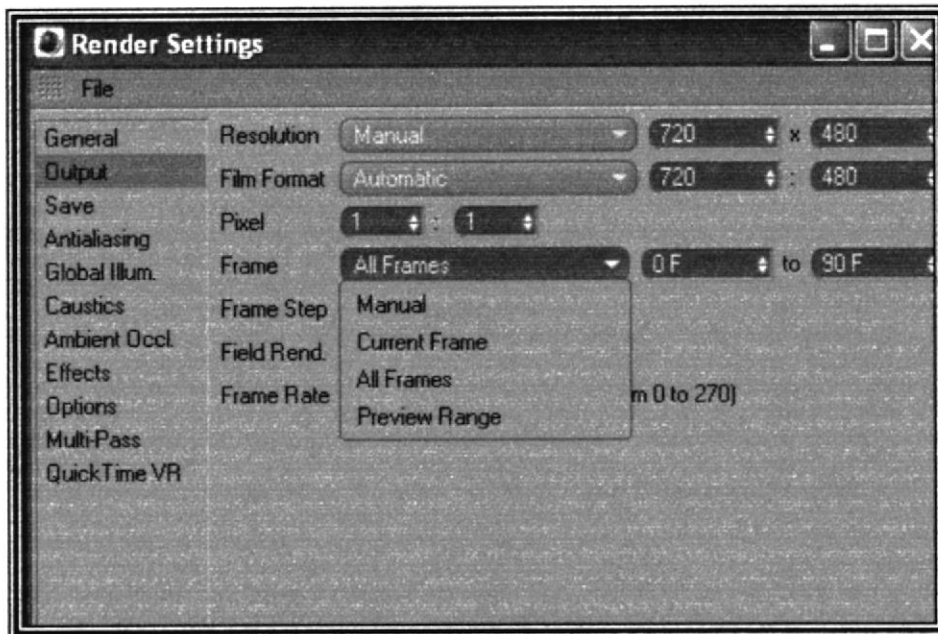 Render Settings
File
General
Output
Save
Antialiasing
Global Illum.
Caustics
Ambient Occl.
Effects
Options
Multi-Pass
QuickTime VR
Resolution Manual 720 x 480
Film Format Automatic 720 : 480
Pixel 1 : 1
Frame All Frames 0 F to 90 F
Frame Step
Field Rend.
Frame Rate m 0 to 270)
Manual
Current Frame
All Frames
Preview Range